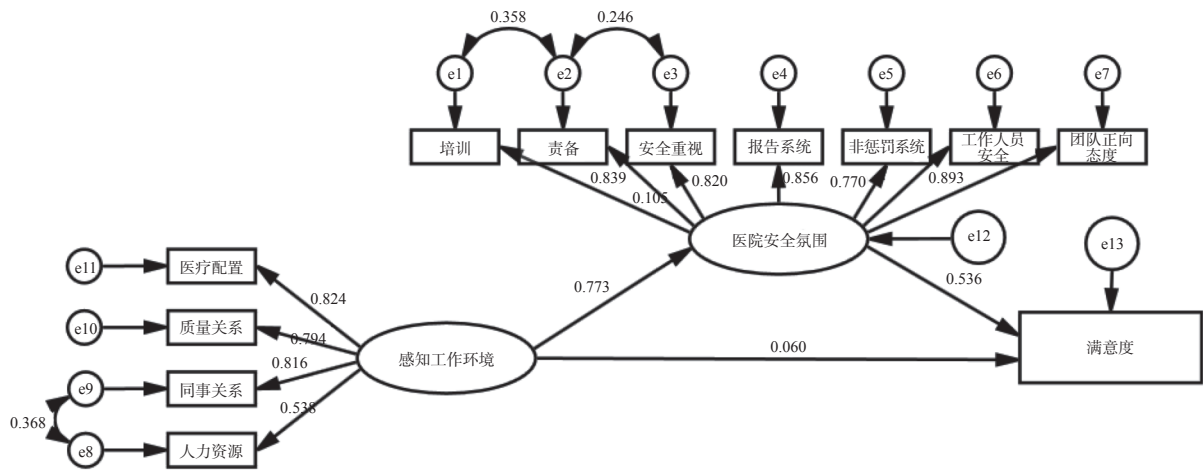 0.358
0.246
e1
e2
e3
e4
e5
e6
e7
培训
责备
安全重视
报告系统
非惩罚系统
工作人员
安全
团队正向
态度
0.839
0.105
0.820
0.856
0.770
0.893
医院安全氛围
e12
e13
e11
医疗配置
0.824
0.773
0.536
e10
质量关系
0.794
感知工作环境
0.060
满意度
0.816
e9
同事关系
0.538
0.368
e8
人力资源